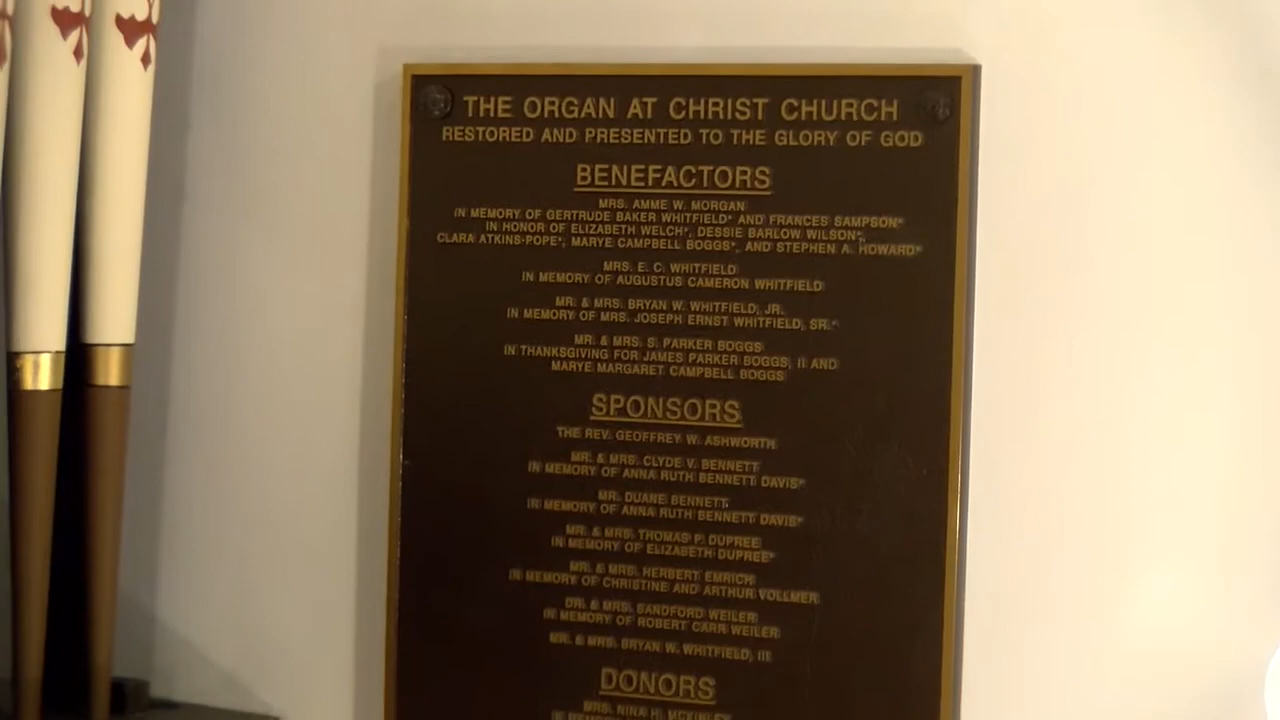 THE ORGAN AT CHRIST CHURCH
RESTORED AND PRESENTED TO THE GLORY OF GOD
BENEFACTORS
MRS. AMME W. MORGAN
IN MEMORY OF GERTRUDE BAKER WHITFIELD* AND FRANCES SAMPSON*
IN HONOR OF ELIZABETH WELCH*, DESSIE BARLOW WILSON*,
CLARA ATKINS-POPE*, MARYE CAMPBELL BOGGS*, AND STEPHEN A. HOWARD*
MRS. E. C. WHITFIELD
IN MEMORY OF AUGUSTUS CAMERON WHITFIELD
MR. & MRS. BRYAN W. WHITFIELD, JR.
IN MEMORY OF MRS. JOSEPH ERNST WHITFIELD, SR.*
MR. & MRS. S. PARKER BOGGS
IN THANKSGIVING FOR JAMES PARKER BOGGS, II AND
MARYE MARGARET CAMPBELL BOGGS
SPONSORS
THE REV. GEOFFREY W. ASHWORTH
MR. & MRS. CLYDE V. BENNETT
IN MEMORY OF ANNA RUTH BENNETT DAVIS*
MR. DUANE BENNETT
IN MEMORY OF ANNA RUTH BENNETT DAVIS*
MR. & MRS. THOMAS P. DUPREE
IN MEMORY OF ELIZABETH DUPREE*
MR. & MRS. HERBERT EMRICH
IN MEMORY OF CHRISTINE AND ARTHUR VOLLMER
DR. & MRS. SANDFORD WEILER
IN MEMORY OF ROBERT CARR WEILER
MR. & MRS. BRYAN W. WHITFIELD, III
DONORS
MRS. NINA H. MCKINLEY